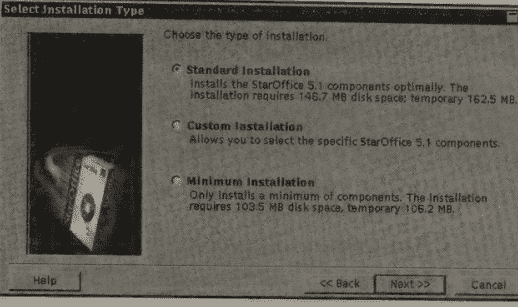 Select Installation Type
Choose the type of installation.
Standard Installation
Installs the StarOffice 5.1 components optimally. The
installation requires 146.7 MB disk space; temporary 162.5 MB.
Custom Installation
Allows you to select the specific StarOffice 5.1 components.
Minimum Installation
Only installs a minimum of components. The installation
requires 103.5 MB disk space, temporary 106.2 MB.
Help
<< Back
Next >>
Cancel